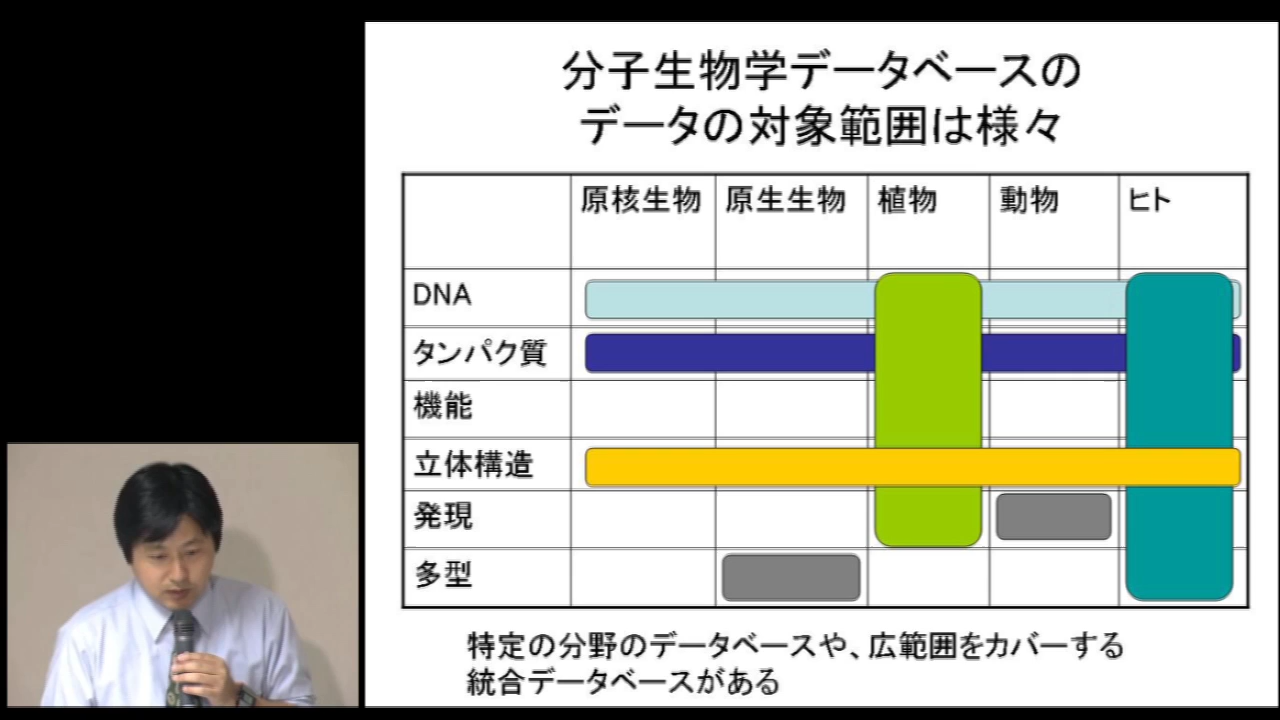 分子生物学データベースの
データの対象範囲は様々
原核生物 原生生物 植物 動物 ヒト
DNA
タンパク質
機能
立体構造
発現
多型
特定の分野のデータベースや、広範囲をカバーする
統合データベースがある